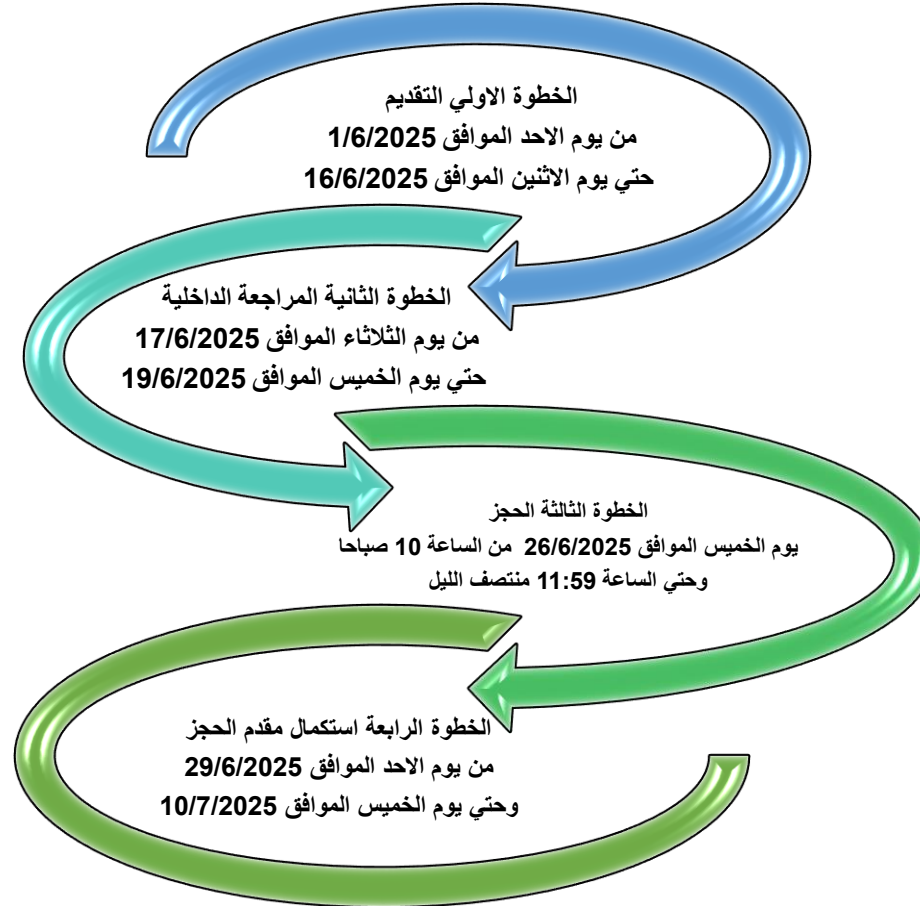 الخطوة الاولي التقديم
من يوم الاحد الموافق 1/6/2025
حتي يوم الاثنين الموافق 16/6/2025
الخطوة الثانية المراجعة الداخلية
من يوم الثلاثاء الموافق 17/6/2025
حتي يوم الخميس الموافق 19/6/2025
الخطوة الثالثة الحجز
يوم الخميس الموافق 26/6/2025 من الساعة 10 صباحا
وحتي الساعة 11:59 منتصف الليل
الخطوة الرابعة استكمال مقدم الحجز
من يوم الاحد الموافق 29/6/2025
وحتي يوم الخميس الموافق 10/7/2025